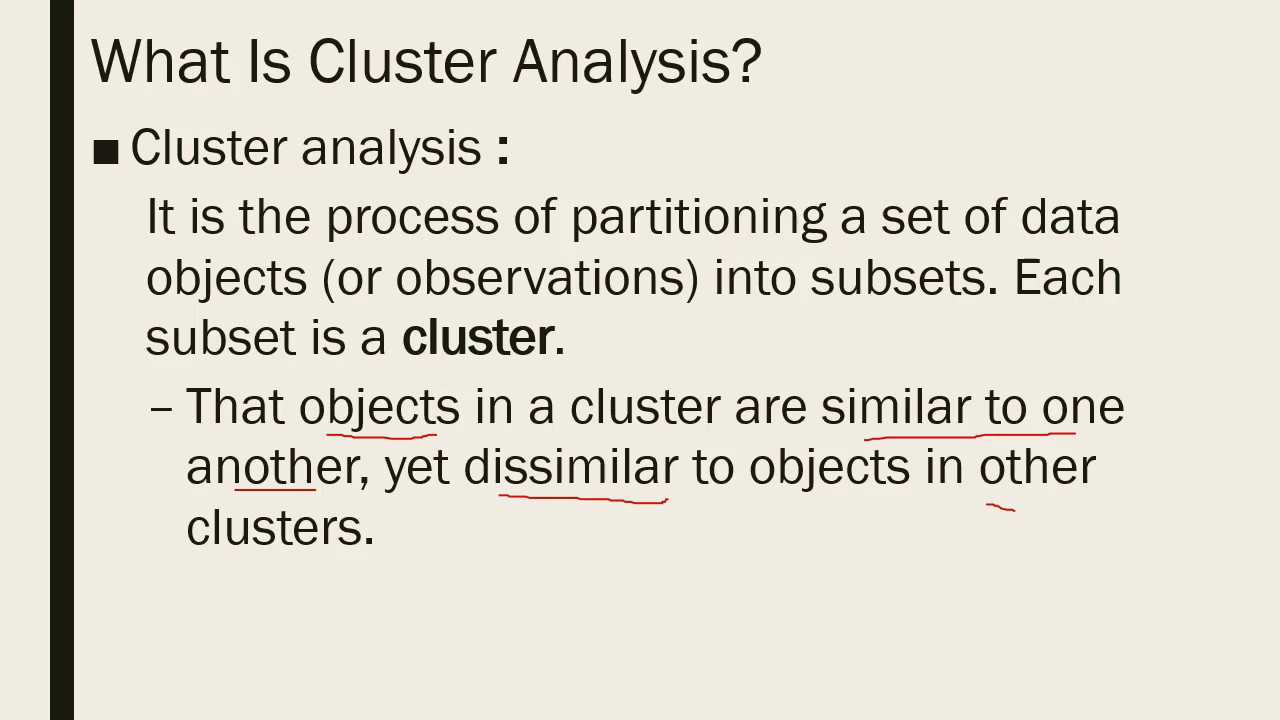 What Is Cluster Analysis?
■ Cluster analysis :
It is the process of partitioning a set of data
objects (or observations) into subsets. Each
subset is a cluster.
– That objects in a cluster are similar to one
another, yet dissimilar to objects in other
clusters.